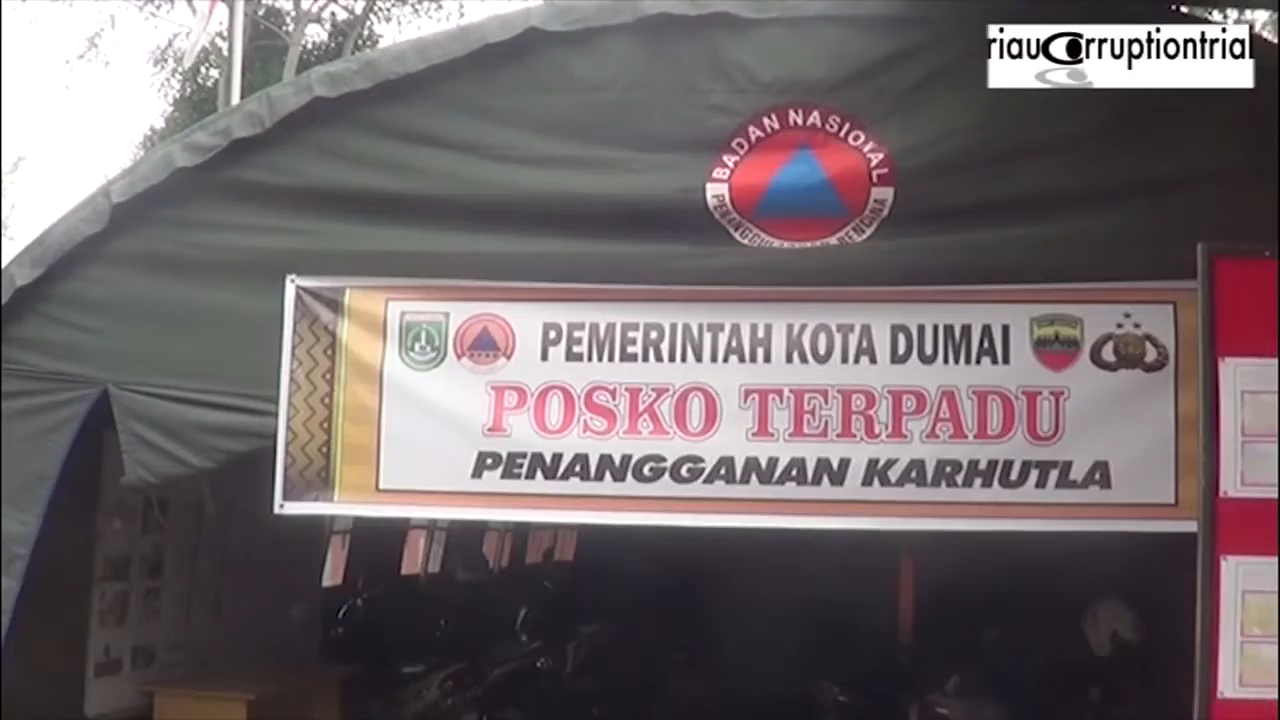 riaucorruptiontrial
BADAN NASIONAL
PENANGGULANGAN BENCANA
PEMERINTAH KOTA DUMAI
POSKO TERPADU
PENANGGANAN KARHUTLA